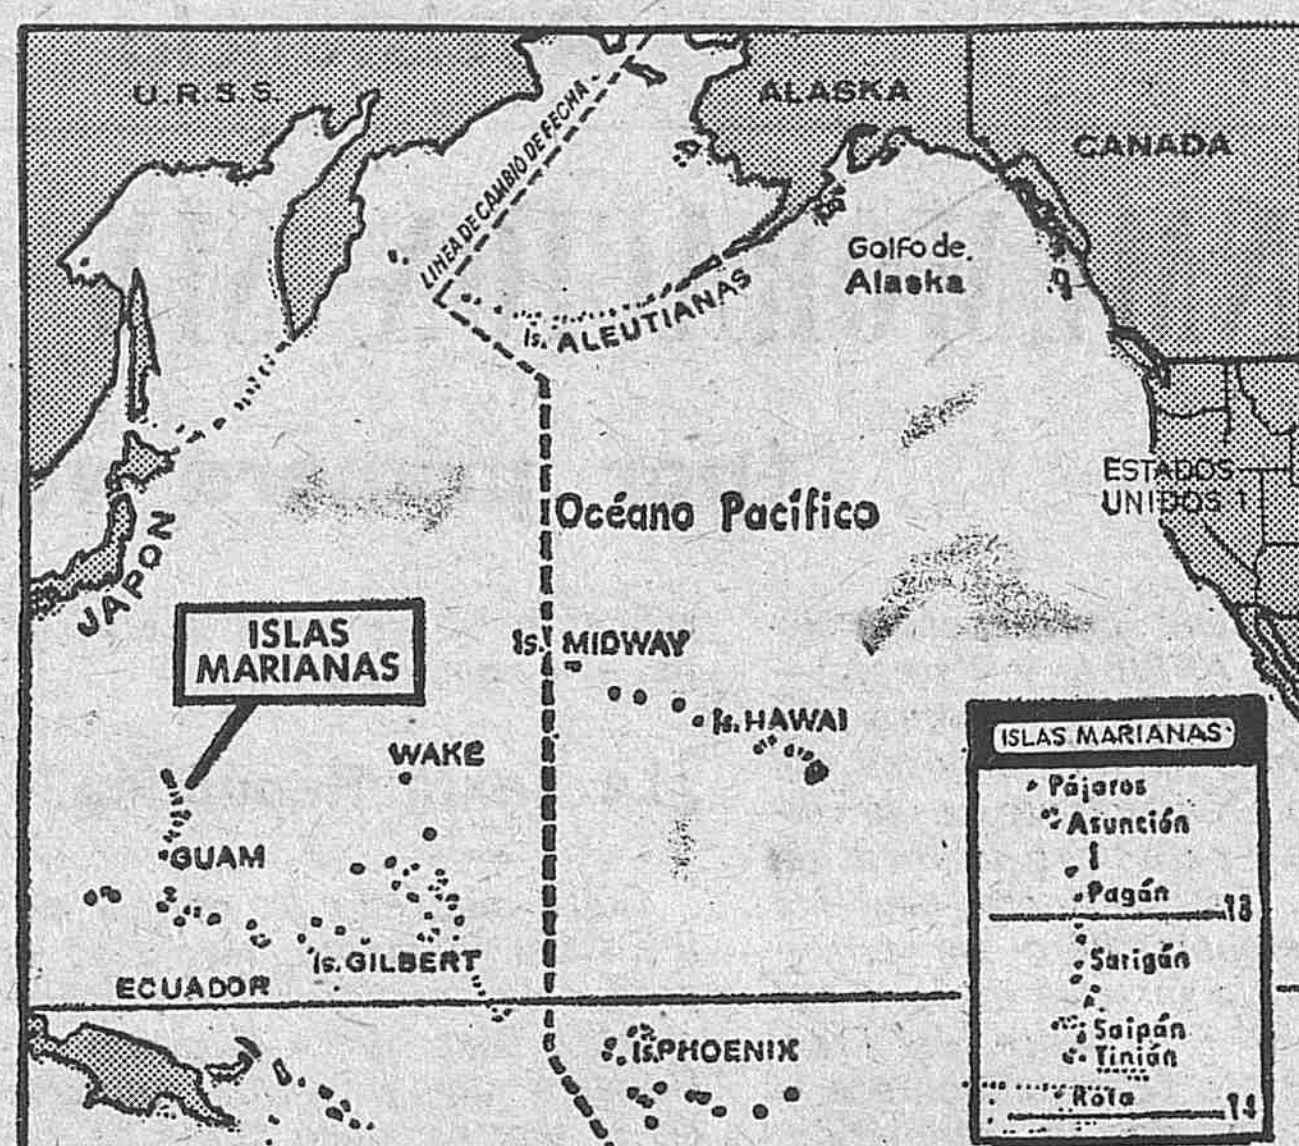 U.R.S.S.
ALASKA
CANADA
LINEA DE CAMBIO DE FECHA
Golfo de.
Alaska
Is. ALEUTIANAS
ESTADOS
UNIDOS
Océano Pacífico
JAPON
ISLAS
MARIANAS
Is. MIDWAY
Is. HAWAI
WAKE
GUAM
Is. GILBERT
ECUADOR
Is. PHOENIX
ISLAS MARIANAS
Pájaros
Asunción
Pagán
18
Sarigán
Saipán
Tinián
Rota
14